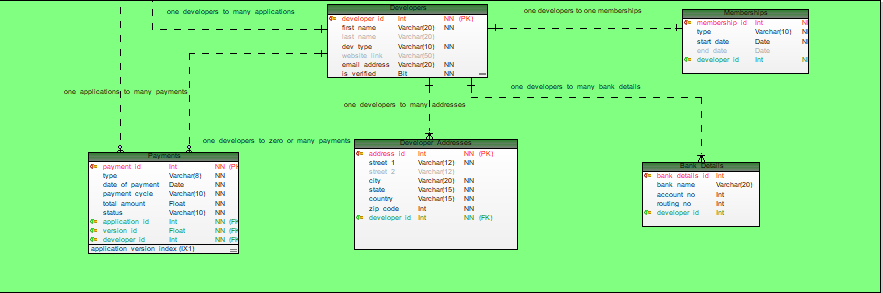 one developers to many applications
Developers
developer id Int NN (PK)
first name Varchar(20) NN
last name Varchar(20)
dev type Varchar(10) NN
website link Varchar(50)
email address Varchar(20) NN
is verified Bit NN
one developers to one memberships
Memberships
membership id Int N
type Varchar(10) N
start date Date N
end date Date
developer id Int N
one applications to many payments
one developers to many addresses
one developers to many bank details
one developers to zero or many payments
Payments
payment id Int NN (P
type Varchar(8) NN
date of payment Date NN
payment cycle Varchar(10) NN
total amount Float NN
status Varchar(10) NN
application id Int NN (FK
version id Float NN (FK
developer id Int NN (FK
application version index (IX1)
Developer Addresses
address id Int NN (PK)
street 1 Varchar(12) NN
street 2 Varchar(12)
city Varchar(20) NN
state Varchar(15) NN
country Varchar(15) NN
zip code Int NN
developer id Int NN (FK)
Bank Details
bank details id Int
bank name Varchar(20)
account no Int
routing no Int
developer id Int